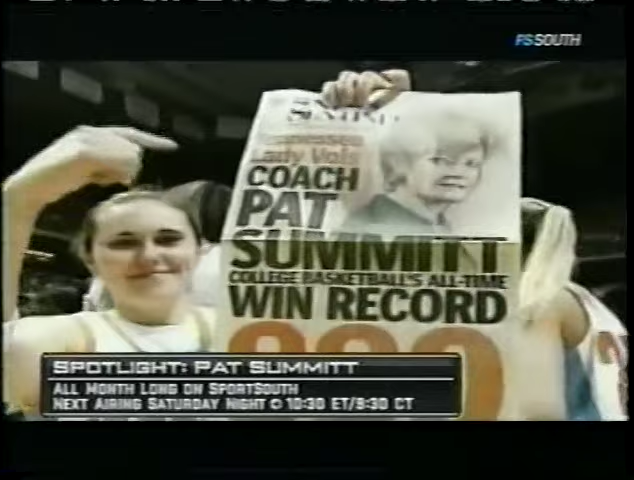 FSSOUTH
Lady Vols
COACH
PAT
SUMMITT
COLLEGE BASKETBALL'S ALL-TIME
WIN RECORD
880
SPOTLIGHT: PAT SUMMITT
ALL MONTH LONG ON SPORTSOUTH
NEXT AIRING SATURDAY NIGHT @ 10:30 ET/9:30 CT